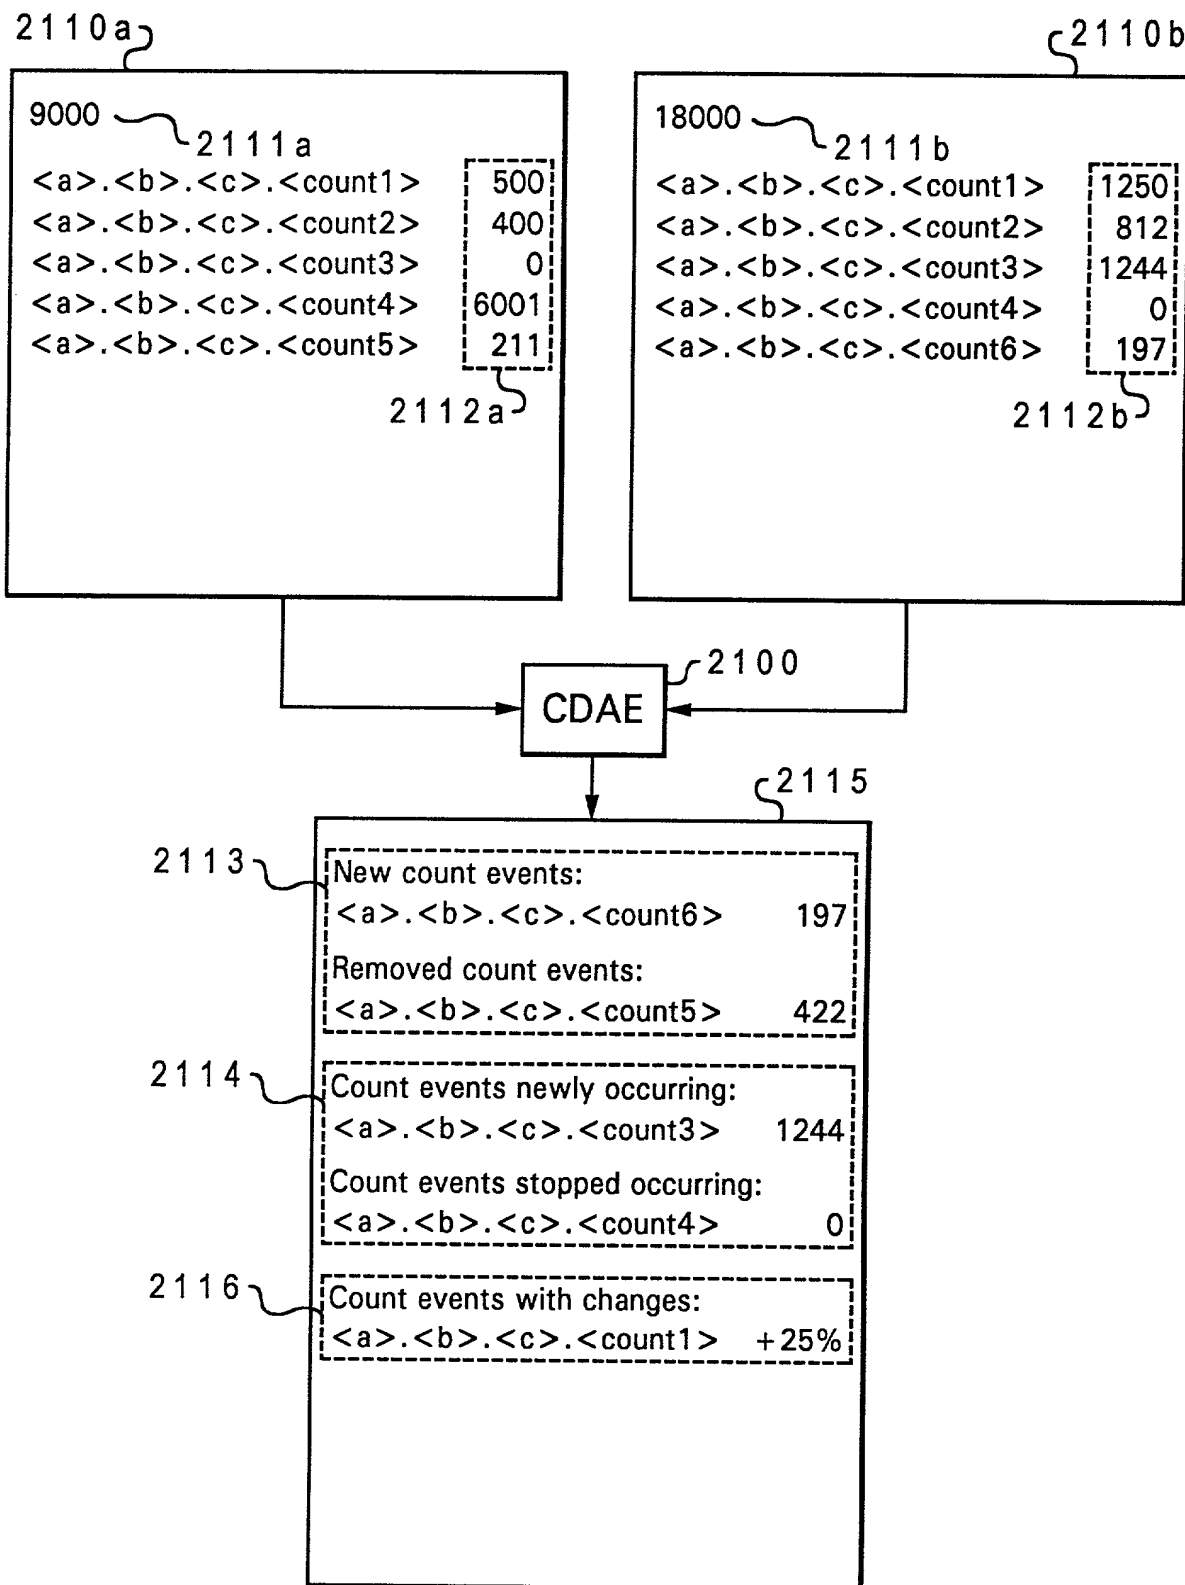 2110a
2110b
9000
2111a
<a>.<b>.<c>.<count1> 500
<a>.<b>.<c>.<count2> 400
<a>.<b>.<c>.<count3> 0
<a>.<b>.<c>.<count4> 6001
<a>.<b>.<c>.<count5> 211
2112a
18000
2111b
<a>.<b>.<c>.<count1> 1250
<a>.<b>.<c>.<count2> 812
<a>.<b>.<c>.<count3> 1244
<a>.<b>.<c>.<count4> 0
<a>.<b>.<c>.<count6> 197
2112b
2100
CDAE
2115
2113
New count events:
<a>.<b>.<c>.<count6> 197
Removed count events:
<a>.<b>.<c>.<count5> 422
2114
Count events newly occurring:
<a>.<b>.<c>.<count3> 1244
Count events stopped occurring:
<a>.<b>.<c>.<count4> 0
2116
Count events with changes:
<a>.<b>.<c>.<count1> +25%